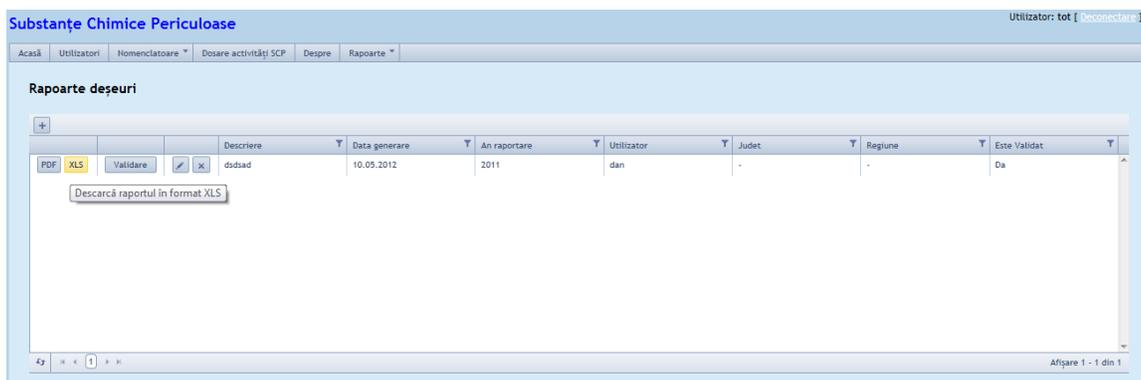 Utilizator: tot [ Deconectare ]
Substanțe Chimice Periculoase
Acasă Utilizatori Nomenclatoare Dosare activități SCP Despre Rapoarte
Rapoarte deșeuri
+
Descriere Data generare An raportare Utilizator Judet Regiune Este Validat
PDF XLS Validare x dsdsad 10.05.2012 2011 dan - - Da
Descarcă raportul în format XLS
1 Afișare 1 - 1 din 1